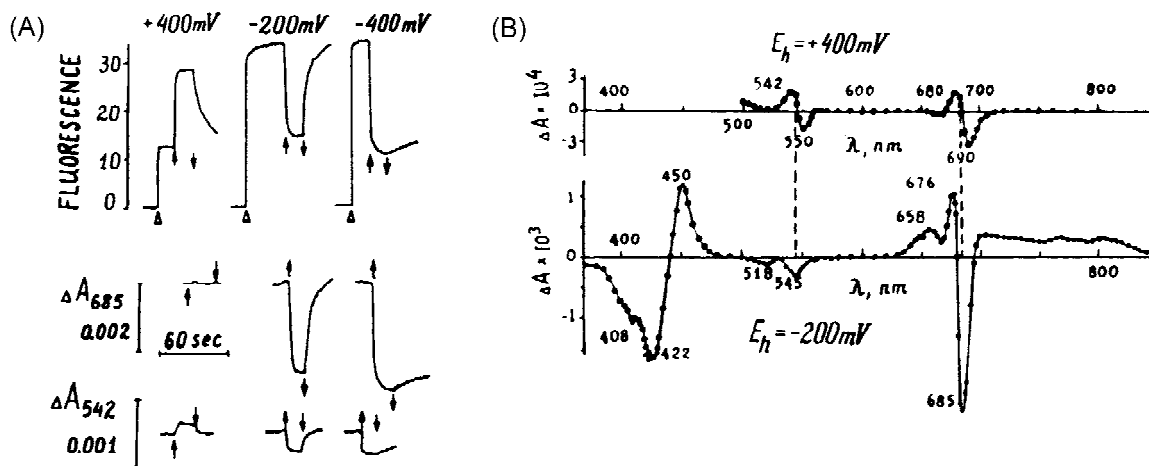 (A)
+400mV
-200mV
-400mV
FLUORESCENCE
30
20
10
0
ΔA685
0.002
60 sec
ΔA542
0.001
(B)
Eh=+400mV
ΔA × 10⁴
3
0
-3
400
500
542
550
600
680
700
690
800
λ, nm
ΔA × 10³
1
0
-1
400
408
422
450
518
545
658
676
685
800
λ, nm
Eh=-200mV